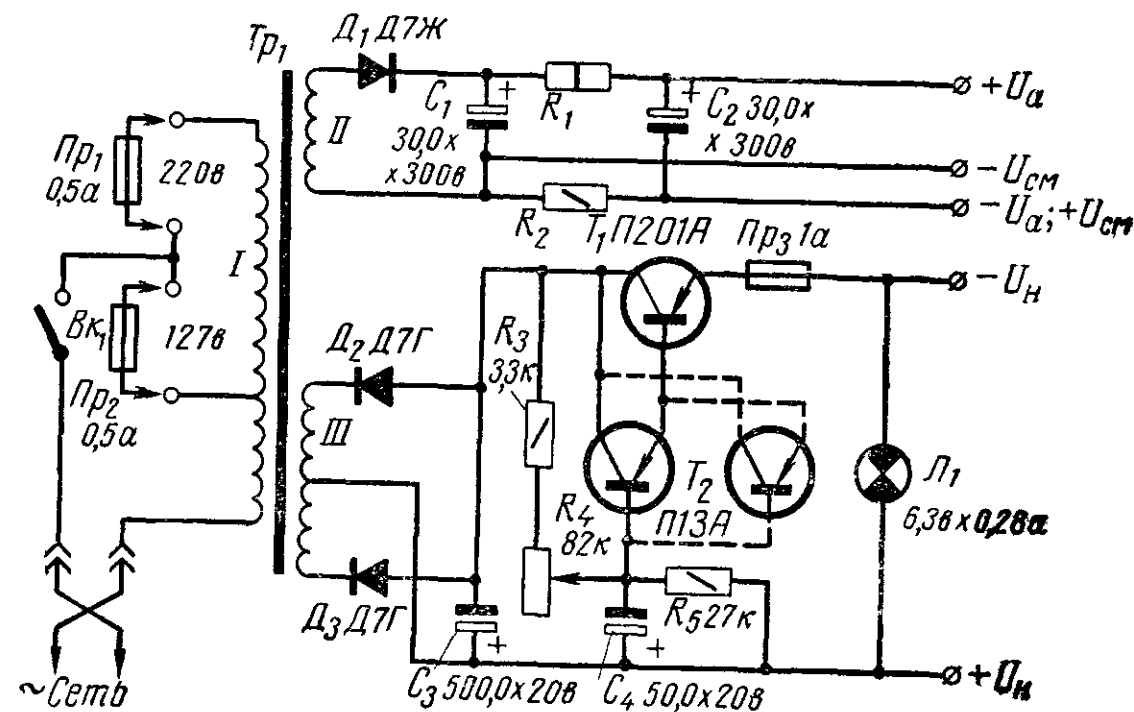 Тр₁
Д₁ Д7Ж
C₁
30,0х
х300в
+
R₁
+
C₂ 30,0х
х 300в
+Uа
−Uсм
−Uа; +Uсм
II
R₂
Пр₁
0,5а
220в
I
Вк₁
127в
Пр₂
0,5а
T₁ П201А
Пр₃ 1а
−Uн
R₃
3,3к
Д₂ Д7Г
III
T₂
П13А
R₄
82к
Л₁
6,3в х 0,28а
Д₃ Д7Г
R₅ 27к
+
+
C₃ 500,0х20в
C₄ 50,0х20в
+Uн
~Сеть